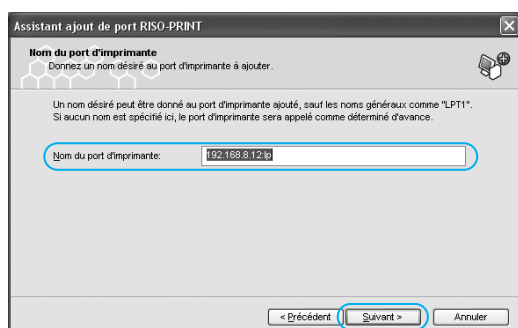 Assistant ajout de port RISO-PRINT
Nom du port d'imprimante
Donnez un nom désiré au port d'imprimante à ajouter.
Un nom désiré peut être donné au port d'imprimante ajouté, sauf les noms généraux comme "LPT1".
Si aucun nom est spécifié ici, le port d'imprimante sera appelé comme déterminé d'avance.
Nom du port d'imprimante: 192.168.8.12:lp
< Précédent Suivant > Annuler